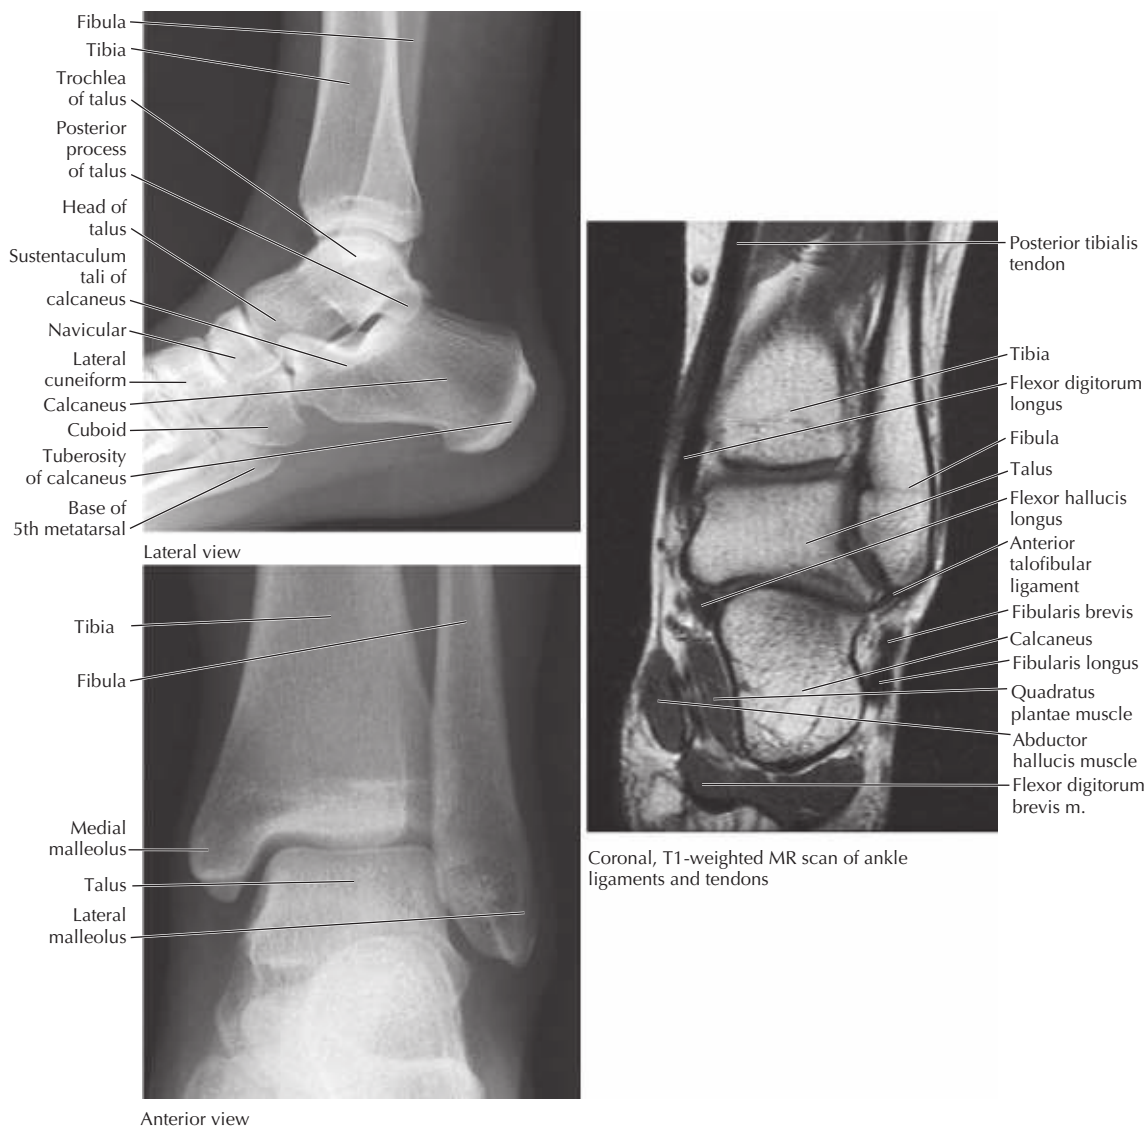 Fibula
Tibia
Trochlea
of talus
Posterior
process
of talus
Head of
talus
Sustentaculum
tali of
calcaneus
Navicular
Lateral
cuneiform
Calcaneus
Cuboid
Tuberosity
of calcaneus
Base of
5th metatarsal
Lateral view
Tibia
Fibula
Medial
malleolus
Talus
Lateral
malleolus
Anterior view
Posterior tibialis
tendon
Tibia
Flexor digitorum
longus
Fibula
Talus
Flexor hallucis
longus
Anterior
talofibular
ligament
Fibularis brevis
Calcaneus
Fibularis longus
Quadratus
plantae muscle
Abductor
hallucis muscle
Flexor digitorum
brevis m.
Coronal, T1-weighted MR scan of ankle
ligaments and tendons